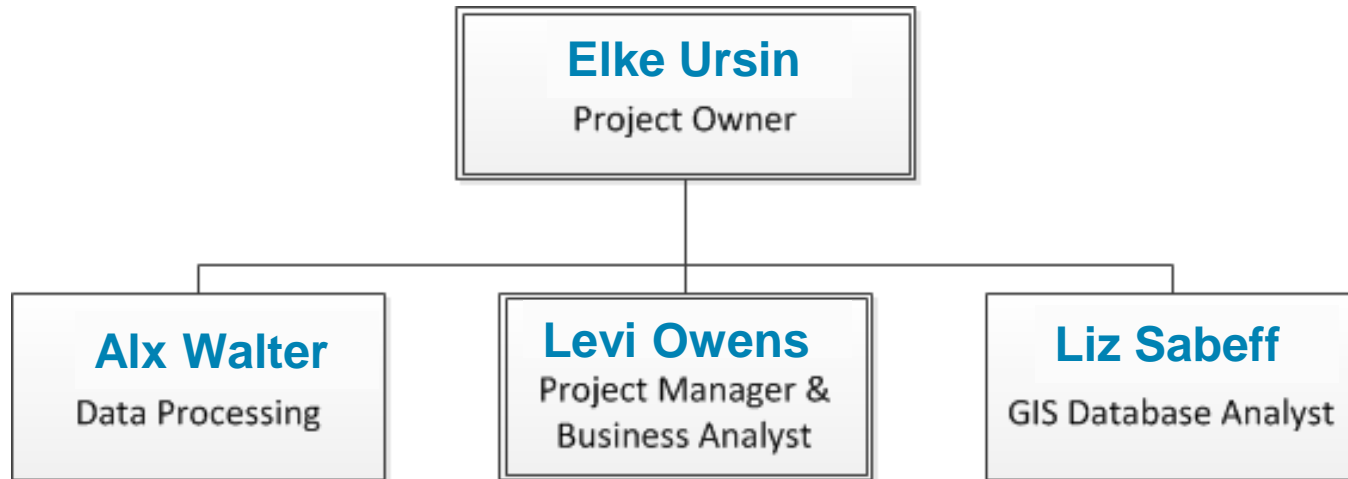 Elke Ursin
Project Owner
Alx Walter
Data Processing
Levi Owens
Project Manager &
Business Analyst
Liz Sabeff
GIS Database Analyst